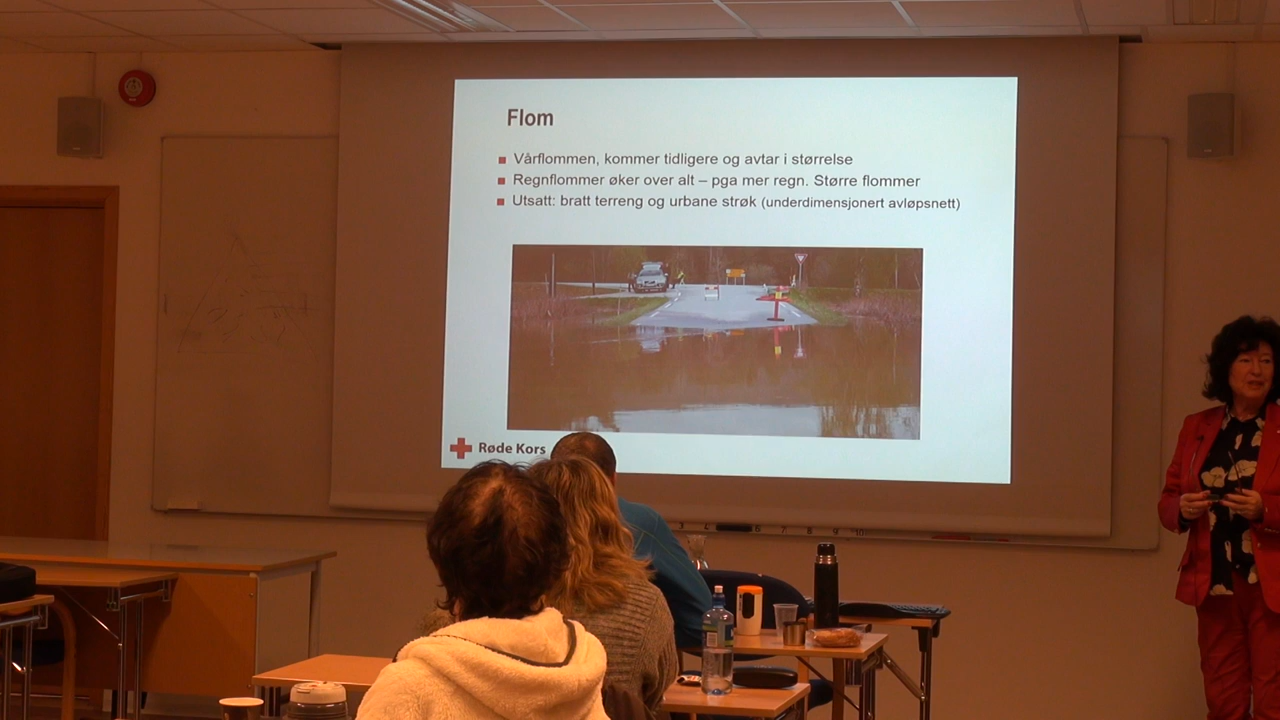 Flom
Vårflommen, kommer tidligere og avtar i størrelse
Regnflommer øker over alt – pga mer regn. Større flommer
Utsatt: bratt terreng og urbane strøk (underdimensjonert avløpsnett)
Røde Kors